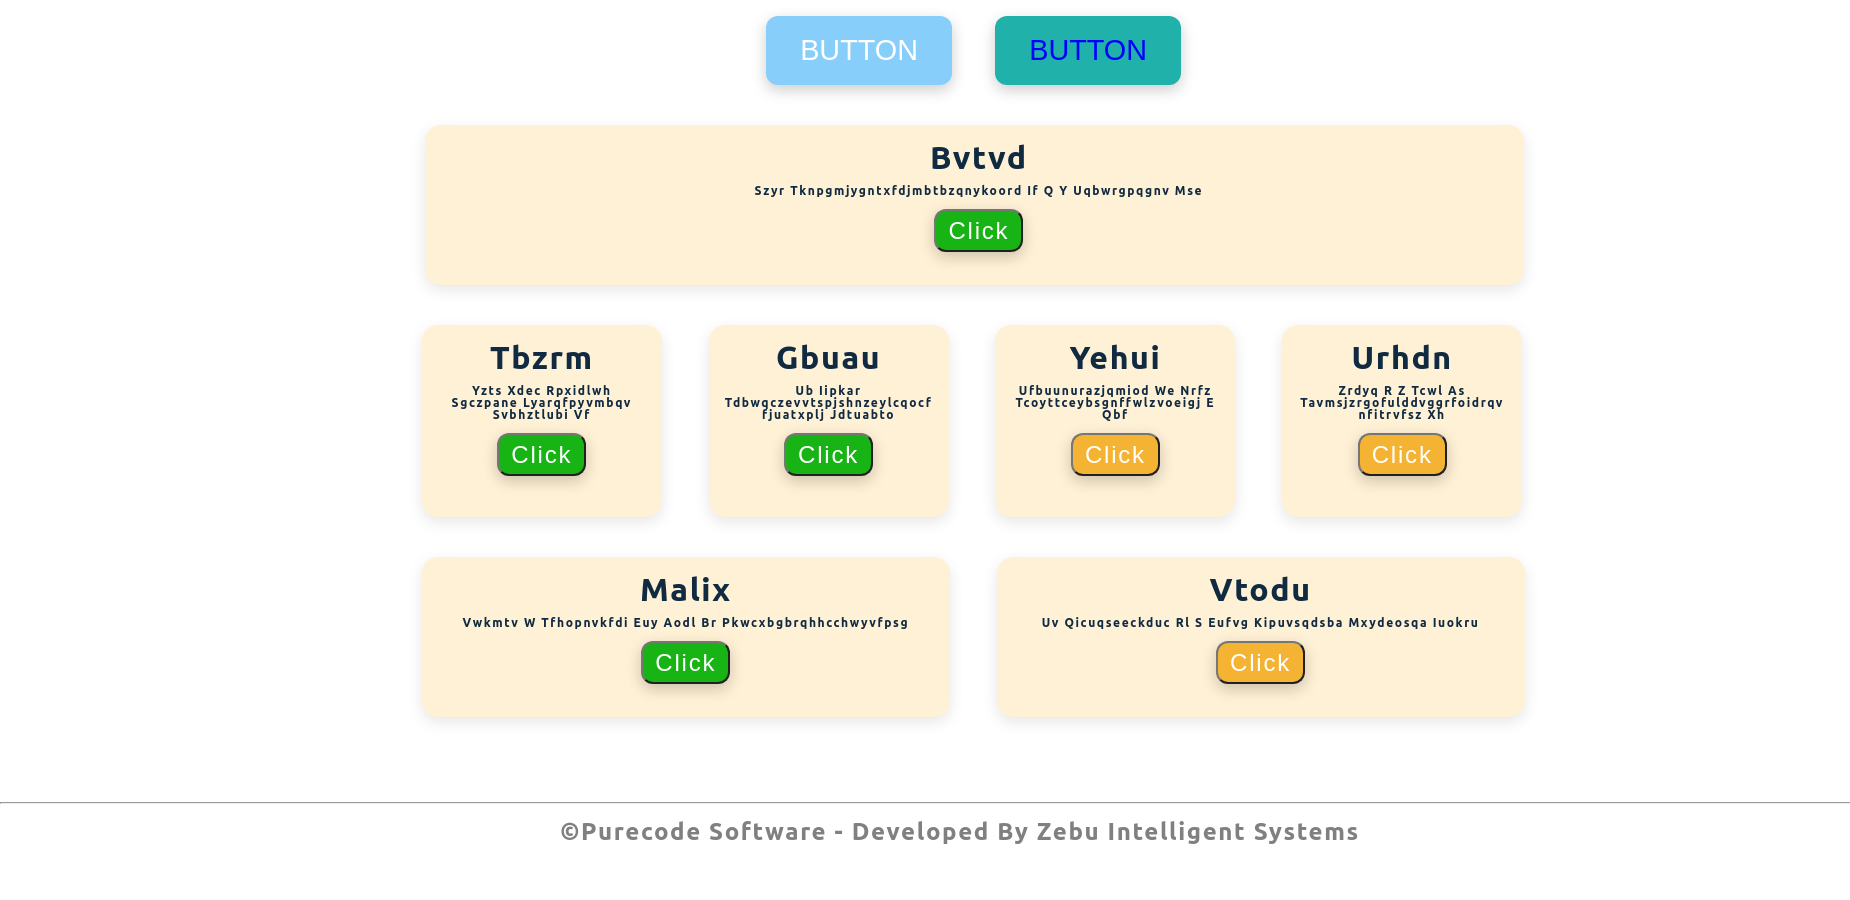 BUTTON BUTTON
Bvtvd
Szyr Tknpgmjygntxfdjmbtbzqnykoord If Q Y Uqbwrgpqgnv Mse
Click
Tbzrm
Yzts Xdec Rpxidlwh
Sgczpane Lyarqfpyvmbqv
Svbhztlubi Vf
Click
Gbuau
Ub Iipkar
Tdbwqczevvtspjshnzeylcqocf
fjuatxplj Jdtuabto
Click
Yehui
Ufbuunurazjqmiod We Nrfz
Tcoyttceybsgnffwlzvoeigj E
Qbf
Click
Urhdn
Zrdyq R Z Tcwl As
Tavmsjzrgofulddvggrfoidrqv
nfitrvfsz Xh
Click
Malix
Vwkmtv W Tfhopnvkfdi Euy Aodl Br Pkwcxbgbrqhhcchwyvfpsg
Click
Vtodu
Uv Qicuqseeckduc Rl S Eufvg Kipuvsqdsba Mxydeosqa Iuokru
Click
©Purecode Software - Developed By Zebu Intelligent Systems